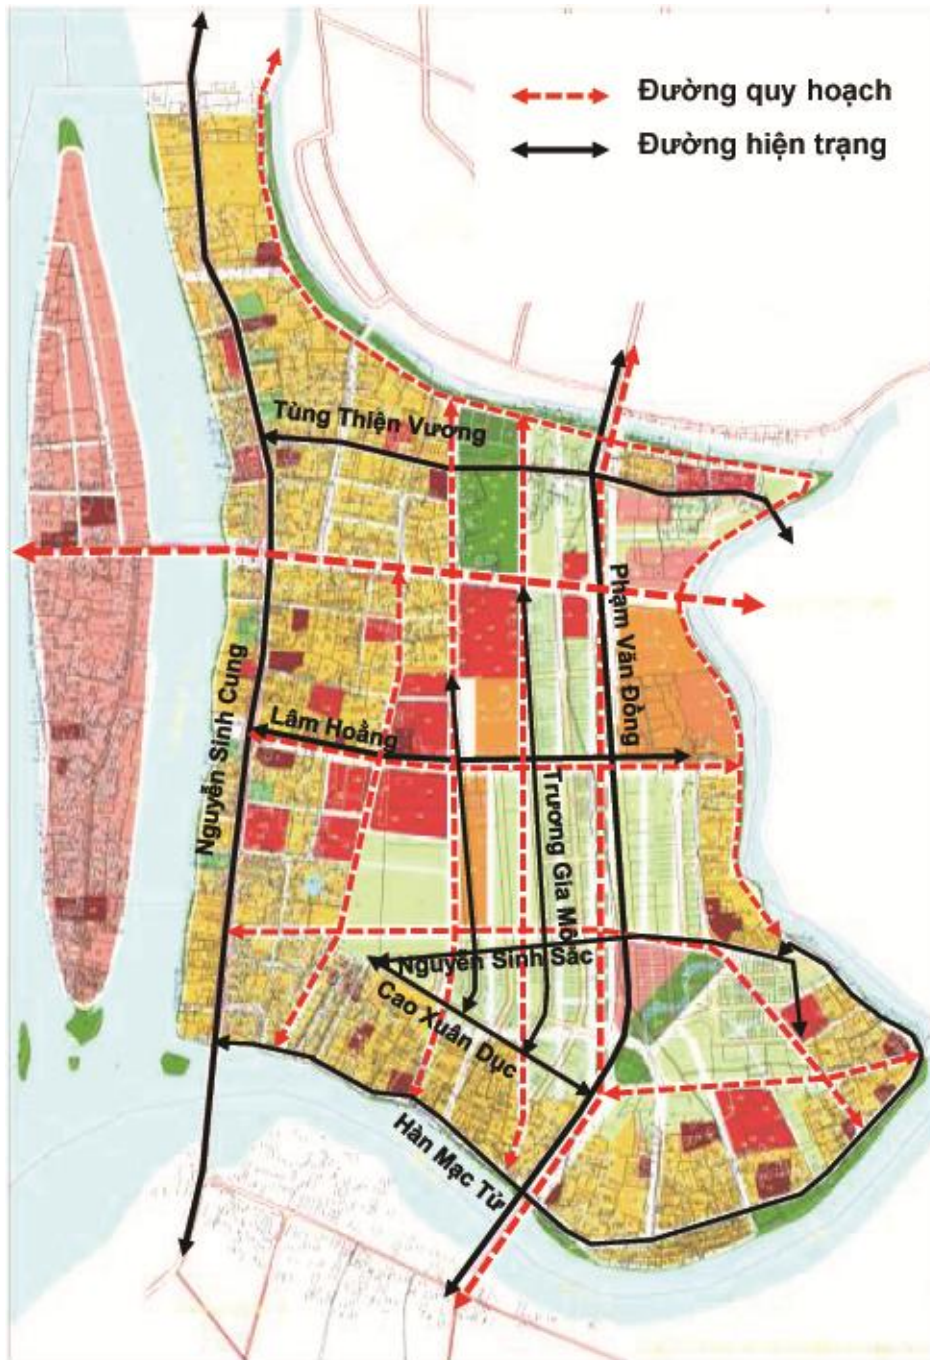 Đường quy hoạch
Đường hiện trạng
Tùng Thiện Vương
Phạm Văn Đồng
Nguyễn Sinh Cung
Lâm Hoằng
Trương Gia Mô
Nguyễn Sinh Sắc
Cao Xuân Dục
Hàn Mạc Tử